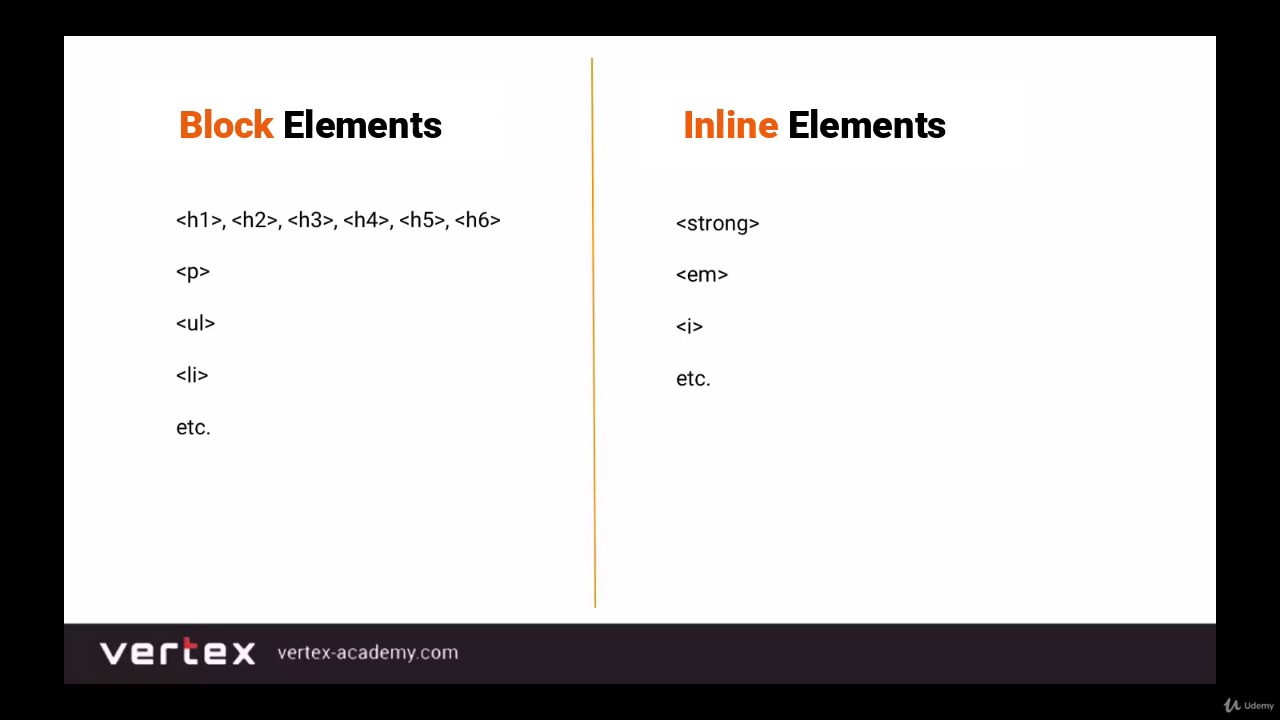 Block Elements
<h1>, <h2>, <h3>, <h4>, <h5>, <h6>
<p>
<ul>
<li>
etc.
Inline Elements
<strong>
<em>
<i>
etc.
vertex vertex-academy.com
Udemy